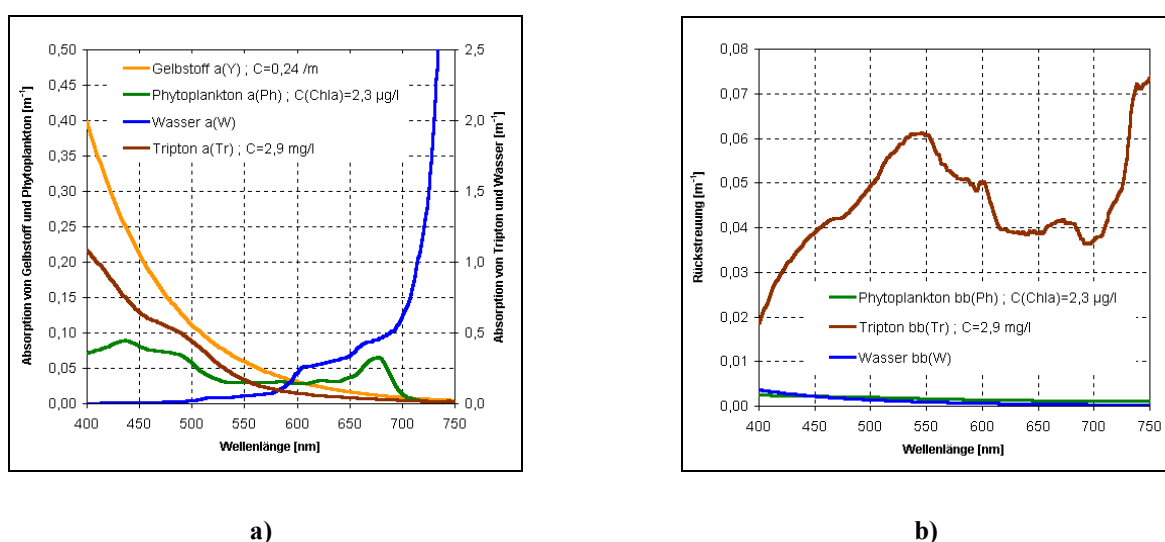 Absorption von Gelbstoff und Phytoplankton [m⁻¹]
0,50
0,45
0,40
0,35
0,30
0,25
0,20
0,15
0,10
0,05
0,00
Gelbstoff a(Y) ; C=0,24 /m
Phytoplankton a(Ph) ; C(Chla)=2,3 µg/l
Wasser a(W)
Tripton a(Tr) ; C=2,9 mg/l
2,5
2,0
1,5
1,0
0,5
0,0
Absorption von Tripton und Wasser [m⁻¹]
400 450 500 550 600 650 700 750
Wellenlänge [nm]
a)
Rückstreuung [m⁻¹]
0,08
0,07
0,06
0,05
0,04
0,03
0,02
0,01
0,00
Phytoplankton bb(Ph) ; C(Chla)=2,3 µg/l
Tripton bb(Tr) ; C=2,9 mg/l
Wasser bb(W)
400 450 500 550 600 650 700 750
Wellenlänge [nm]
b)